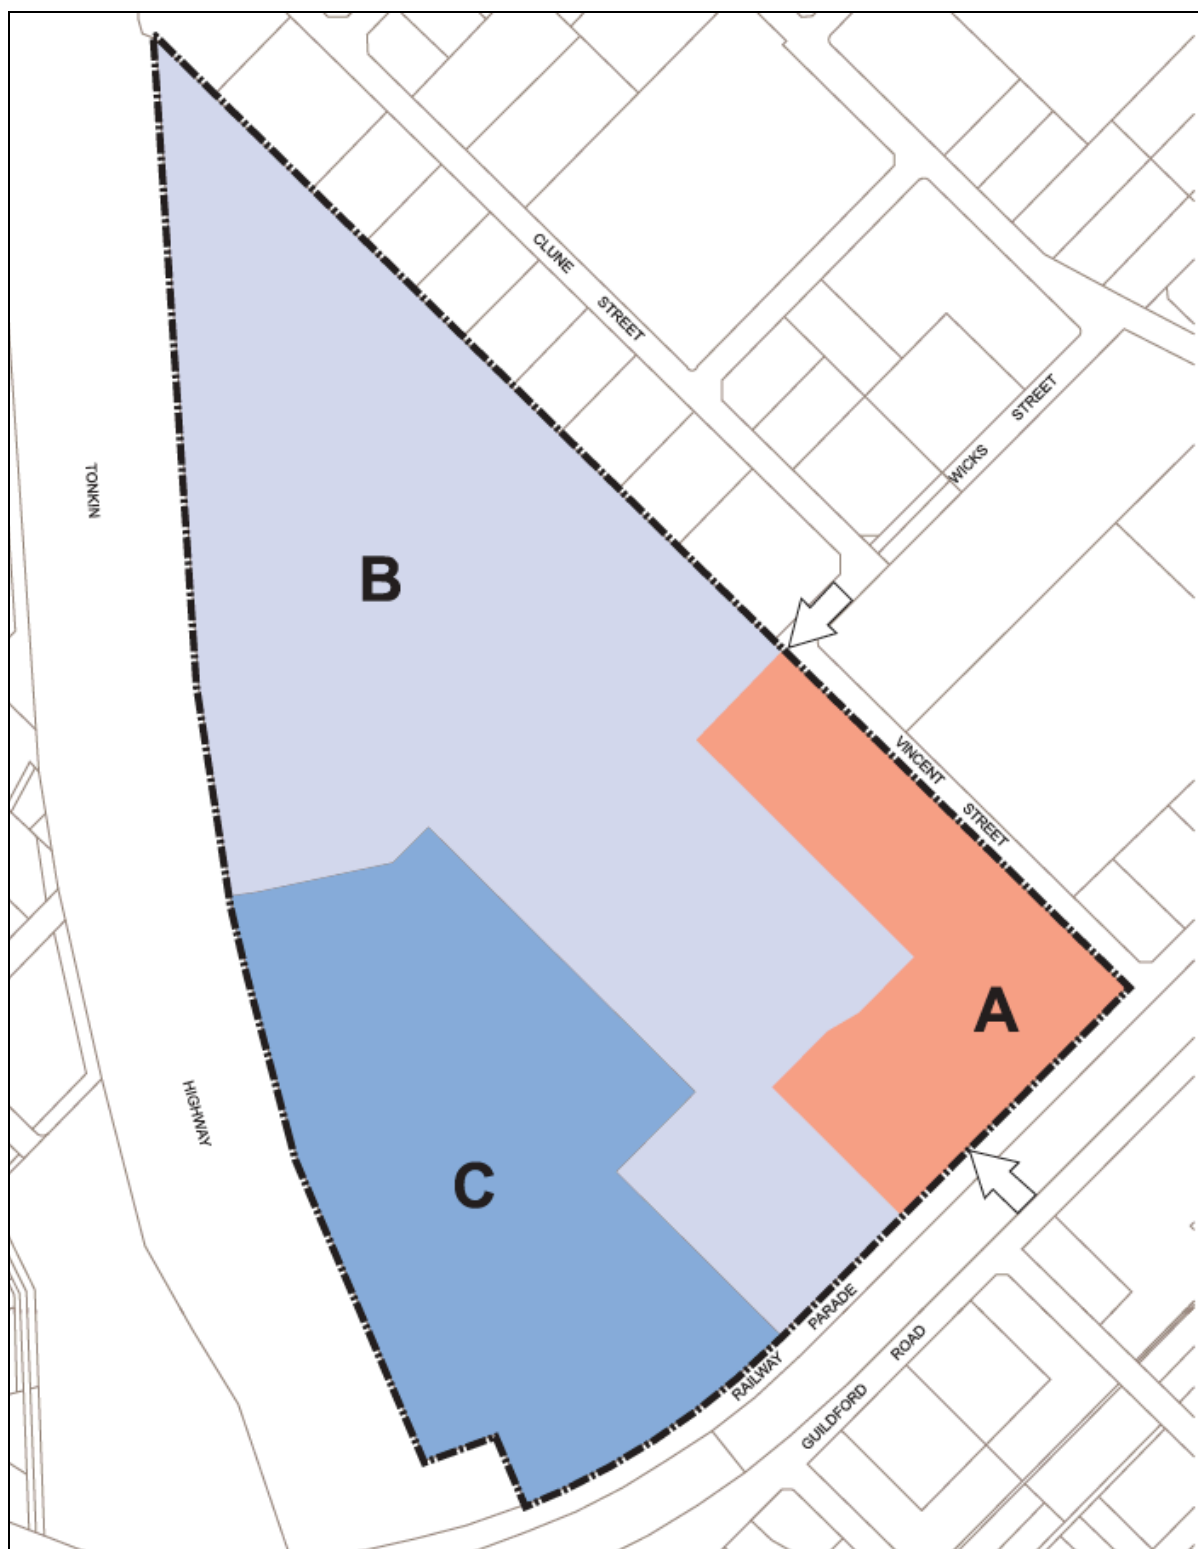 CLUNE
STREET
STREET
WICKS
TONKIN
B
VINCENT
STREET
A
HIGHWAY
C
PARADE
RAILWAY
ROAD
GUILDFORD